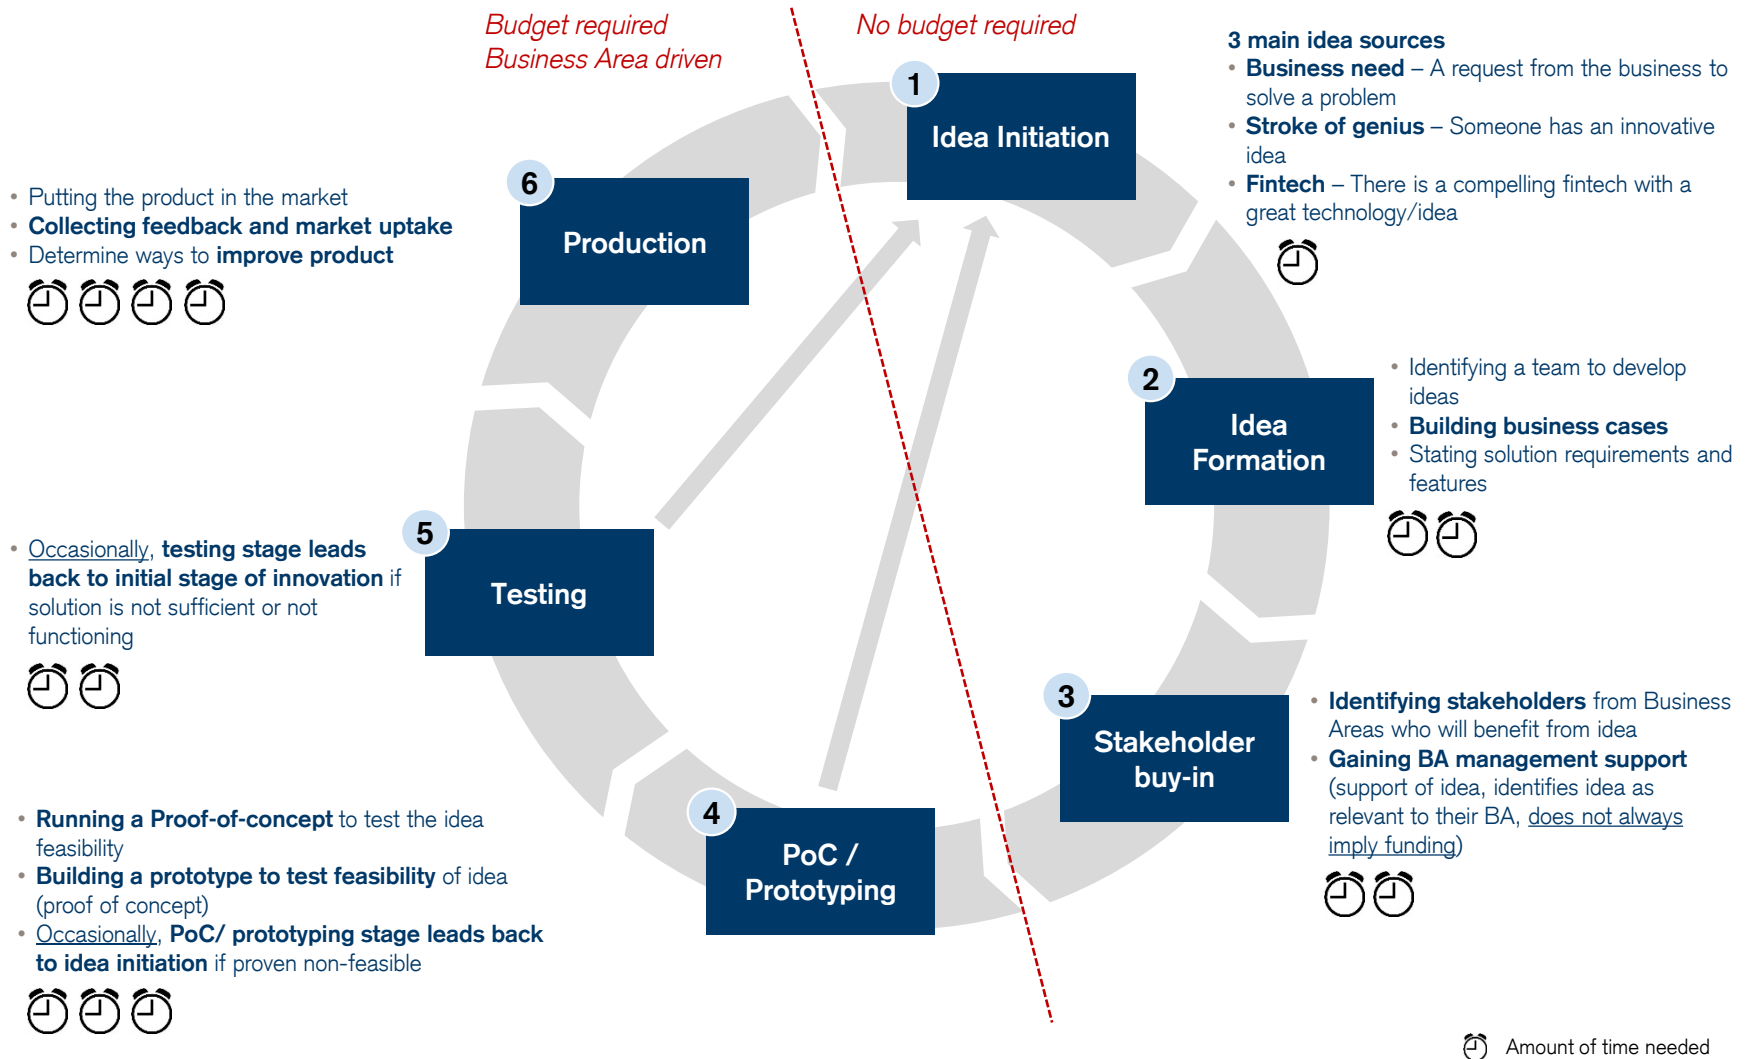 Budget required
Business Area driven
No budget required
1
Idea Initiation
3 main idea sources
• Business need – A request from the business to
solve a problem
• Stroke of genius – Someone has an innovative
idea
• Fintech – There is a compelling fintech with a
great technology/idea
2
Idea
Formation
• Identifying a team to develop
ideas
• Building business cases
• Stating solution requirements and
features
3
Stakeholder
buy-in
• Identifying stakeholders from Business
Areas who will benefit from idea
• Gaining BA management support
(support of idea, identifies idea as
relevant to their BA, does not always
imply funding)
4
PoC /
Prototyping
• Running a Proof-of-concept to test the idea
feasibility
• Building a prototype to test feasibility of idea
(proof of concept)
• Occasionally, PoC/ prototyping stage leads back
to idea initiation if proven non-feasible
5
Testing
• Occasionally, testing stage leads
back to initial stage of innovation if
solution is not sufficient or not
functioning
6
Production
• Putting the product in the market
• Collecting feedback and market uptake
• Determine ways to improve product
Amount of time needed